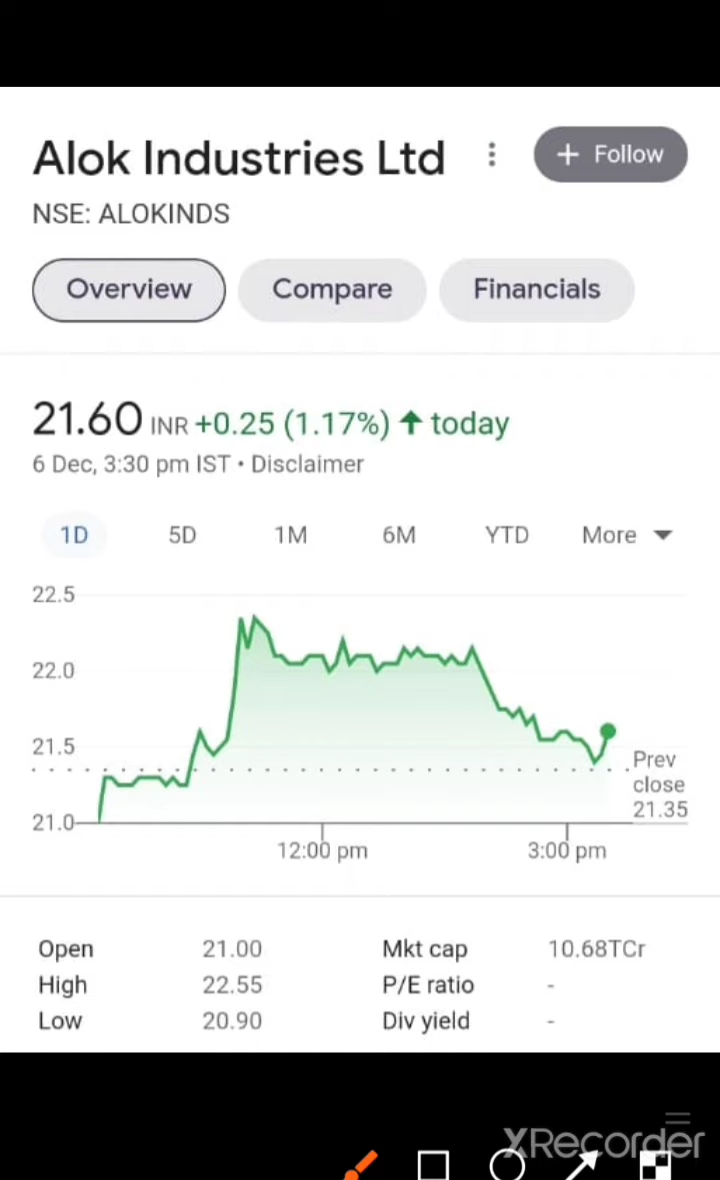 Alok Industries Ltd
+ Follow
NSE: ALOKINDS
Overview Compare Financials
21.60 INR +0.25 (1.17%) ↑ today
6 Dec, 3:30 pm IST • Disclaimer
1D 5D 1M 6M YTD More
22.5
22.0
21.5
Prev
close
21.35
21.0
12:00 pm 3:00 pm
Open 21.00 Mkt cap 10.68TCr
High 22.55 P/E ratio -
Low 20.90 Div yield -
XRecorder